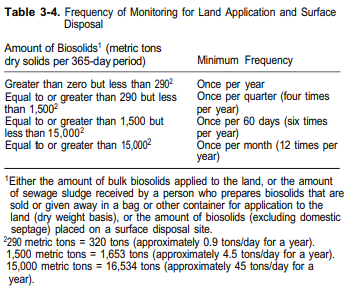 Table 3-4. Frequency of Monitoring for Land Application and Surface
Disposal
Amount of Biosolids¹ (metric tons
dry solids per 365-day period) Minimum Frequency
Greater than zero but less than 290² Once per year
Equal to or greater than 290 but less Once per quarter (four times
than 1,500² per year)
Equal to or greater than 1,500 but Once per 60 days (six times
less than 15,000² per year)
Equal to or greater than 15,000² Once per month (12 times per
year)
¹Either the amount of bulk biosolids applied to the land, or the amount
of sewage sludge received by a person who prepares biosolids that are
sold or given away in a bag or other container for application to the
land (dry weight basis), or the amount of biosolids (excluding domestic
septage) placed on a surface disposal site.
²290 metric tons = 320 tons (approximately 0.9 tons/day for a year).
1,500 metric tons = 1,653 tons (approximately 4.5 tons/day for a year).
15,000 metric tons = 16,534 tons (approximately 45 tons/day for a
year).